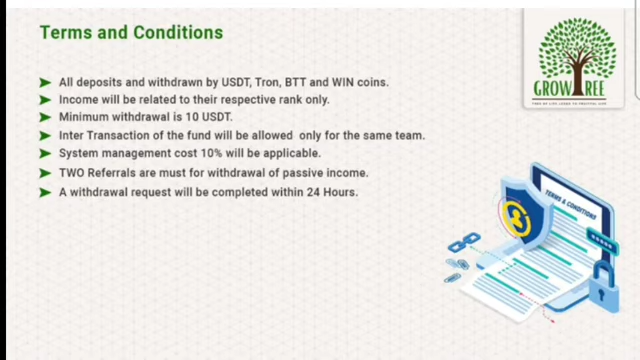 Terms and Conditions
All deposits and withdrawn by USDT, Tron, BTT and WIN coins.
Income will be related to their respective rank only.
Minimum withdrawal is 10 USDT.
Inter Transaction of the fund will be allowed only for the same team.
System management cost 10% will be applicable.
TWO Referrals are must for withdrawal of passive income.
A withdrawal request will be completed within 24 Hours.
GROW TREE
TERMS & CONDITIONS